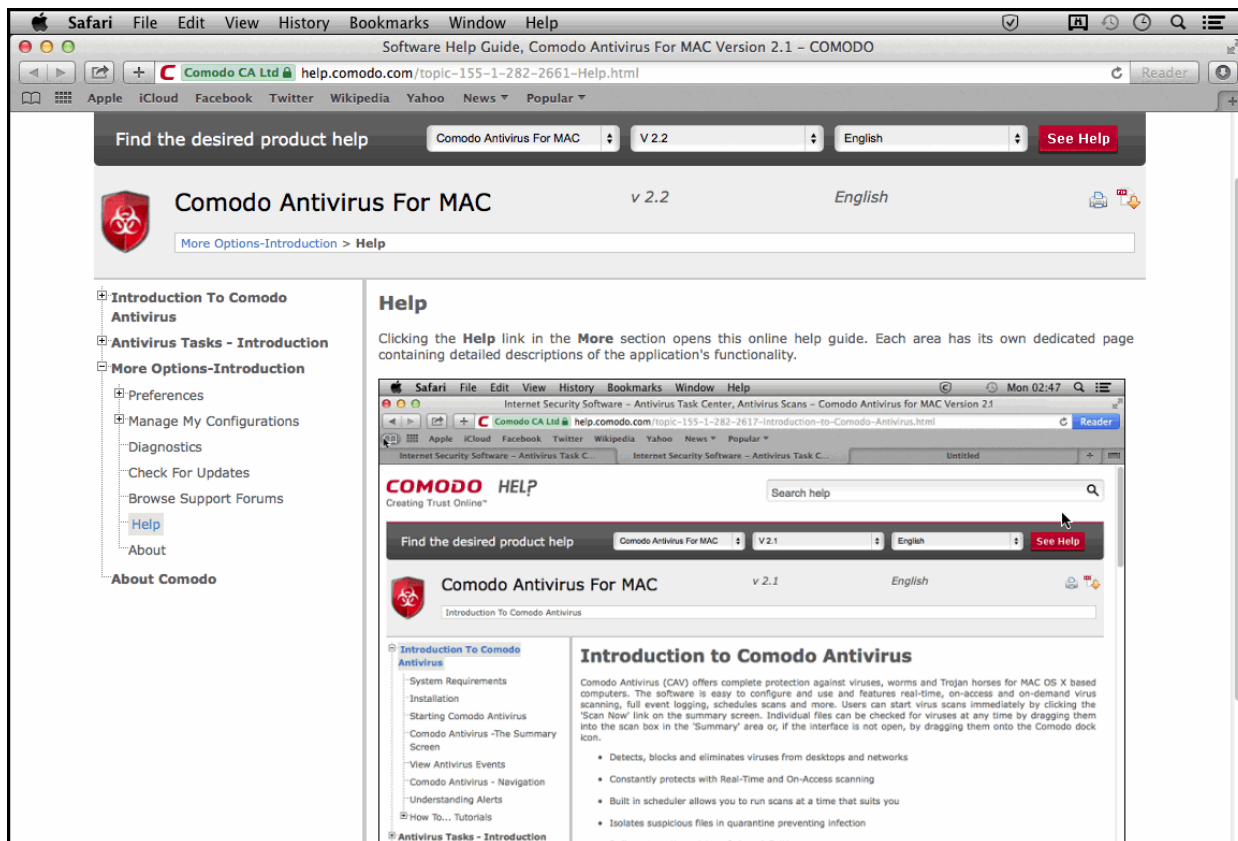 Safari File Edit View History Bookmarks Window Help
Software Help Guide, Comodo Antivirus For MAC Version 2.1 – COMODO
Comodo CA Ltd help.comodo.com/topic-155-1-282-2661-Help.html Reader
Apple iCloud Facebook Twitter Wikipedia Yahoo News Popular
Find the desired product help Comodo Antivirus For MAC V 2.2 English See Help
Comodo Antivirus For MAC v 2.2 English
More Options-Introduction > Help
Introduction To Comodo
Antivirus
Antivirus Tasks - Introduction
More Options-Introduction
Preferences
Manage My Configurations
Diagnostics
Check For Updates
Browse Support Forums
Help
About
About Comodo
Help
Clicking the Help link in the More section opens this online help guide. Each area has its own dedicated page
containing detailed descriptions of the application's functionality.
Safari File Edit View History Bookmarks Window Help Mon 02:47
Internet Security Software – Antivirus Task Center, Antivirus Scans – Comodo Antivirus for MAC Version 2.1
Comodo CA Ltd help.comodo.com/topic-155-1-282-2617-Introduction-to-Comodo-Antivirus.html Reader
Apple iCloud Facebook Twitter Wikipedia Yahoo News Popular
Internet Security Software – Antivirus Task C... Internet Security Software – Antivirus Task C... Untitled
COMODO HELP
Creating Trust Online™
Search help
Find the desired product help Comodo Antivirus For MAC V 2.1 English See Help
Comodo Antivirus For MAC v 2.1 English
Introduction To Comodo Antivirus
Introduction To Comodo
Antivirus
System Requirements
Installation
Starting Comodo Antivirus
Comodo Antivirus -The Summary
Screen
View Antivirus Events
Comodo Antivirus - Navigation
Understanding Alerts
How To... Tutorials
Antivirus Tasks - Introduction
Introduction to Comodo Antivirus
Comodo Antivirus (CAV) offers complete protection against viruses, worms and Trojan horses for MAC OS X based
computers. The software is easy to configure and use and features real-time, on-access and on-demand virus
scanning, full event logging, schedules scans and more. Users can start virus scans immediately by clicking the
'Scan Now' link on the summary screen. Individual files can be checked for viruses at any time by dragging them
into the scan box in the 'Summary' area or, if the interface is not open, by dragging them onto the Comodo dock
icon.
• Detects, blocks and eliminates viruses from desktops and networks
• Constantly protects with Real-Time and On-Access scanning
• Built in scheduler allows you to run scans at a time that suits you
• Isolates suspicious files in quarantine preventing infection